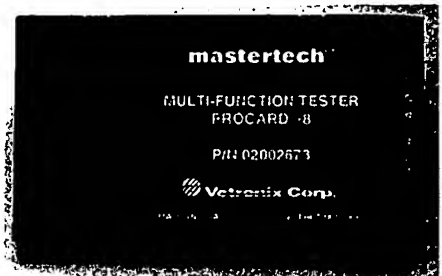 mastertech
MULTI-FUNCTION TESTER
PROCARD -8
P/N 02002673
Vetronix Corp.